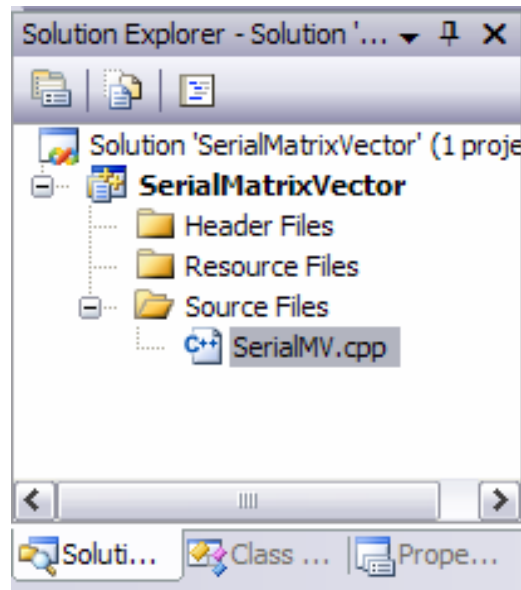 Solution Explorer - Solution '...
Solution 'SerialMatrixVector' (1 proje
SerialMatrixVector
Header Files
Resource Files
Source Files
C++ SerialMV.cpp
Soluti... Class ... Prope...